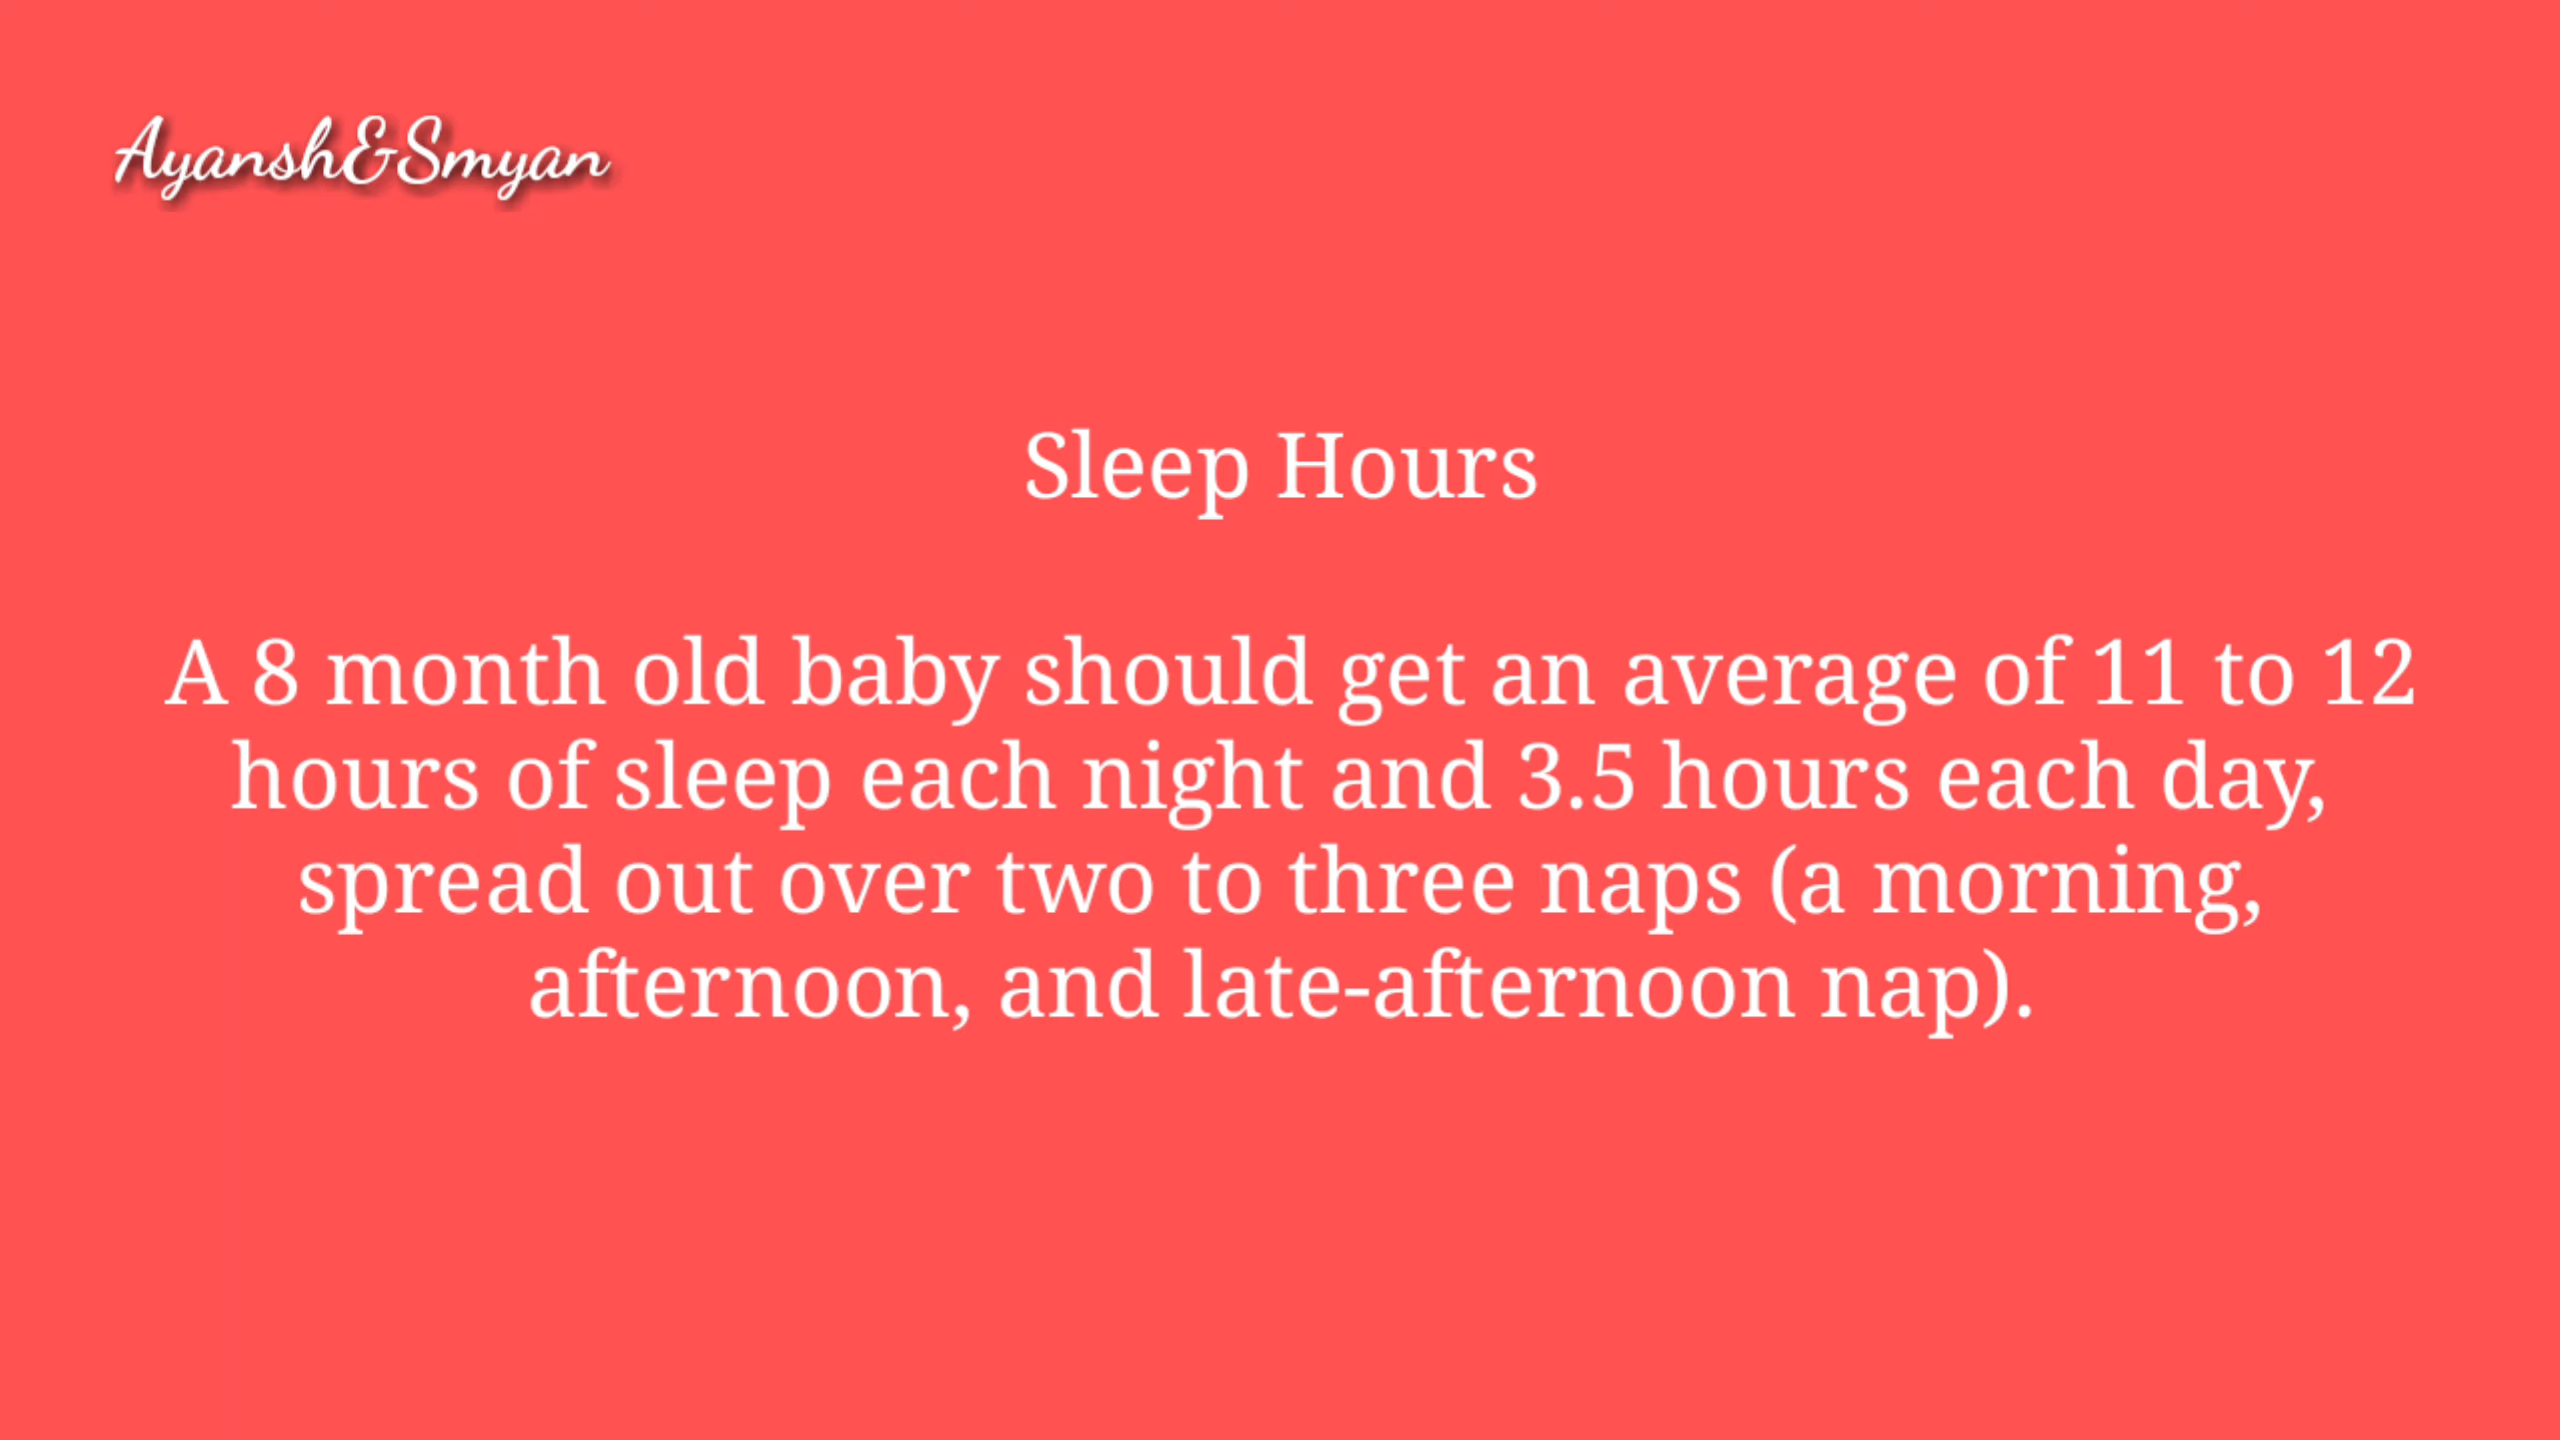 Ayansh&Smyan
Sleep Hours
A 8 month old baby should get an average of 11 to 12
hours of sleep each night and 3.5 hours each day,
spread out over two to three naps (a morning,
afternoon, and late-afternoon nap).